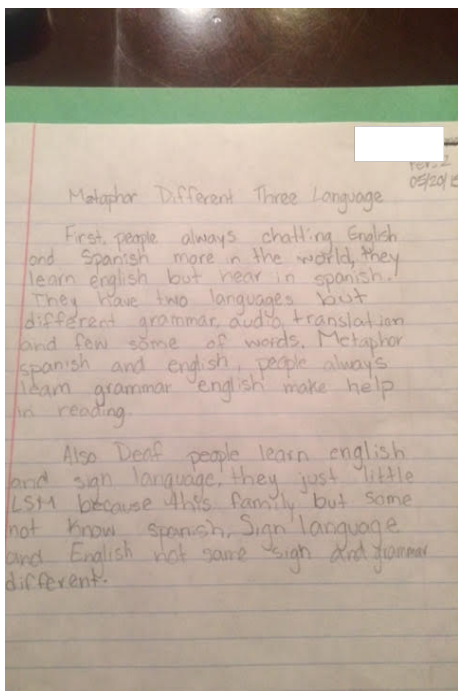 Per. 2
05/20/15
Metaphor Different Three Language
First, people always chatting English
and Spanish more in the world, they
learn english but hear in spanish.
They have two languages but
different grammar, audio, translation
and few some of words. Metaphor
spanish and english, people always
learn grammar english make help
in reading.
Also Deaf people learn english
and sign language, they just little
LSM because this family but some
not know spanish, Sign language
and English not same sign and grammar
different.